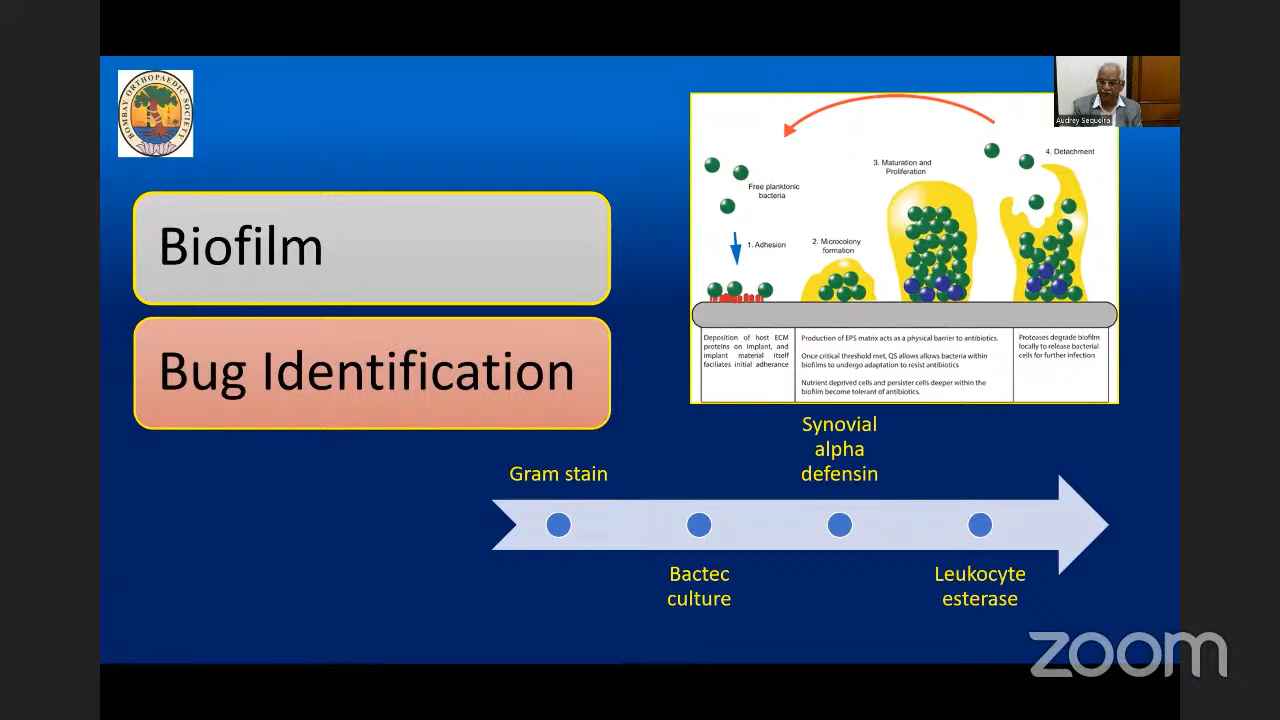 BOMBAY ORTHOPAEDIC SOCIETY
Audrey Sequeira
Biofilm
Bug Identification
Free planktonic
bacteria
1. Adhesion
2. Microcolony
formation
3. Maturation and
Proliferation
4. Detachment
Deposition of host ECM
proteins on implant, and
implant material itself
faciliates initial adherance
Production of EPS matrix acts as a physical barrier to antibiotics.
Once critical threshold met, QS allows allows bacteria within
biofilms to undergo adaptation to resist antibiotics
Nutrient deprived cells and persister cells deeper within the
biofilm become tolerant of antibiotics.
Proteases degrade biofilm
locally to release bacterial
cells for further infection
Gram stain
Bactec
culture
Synovial
alpha
defensin
Leukocyte
esterase
zoom